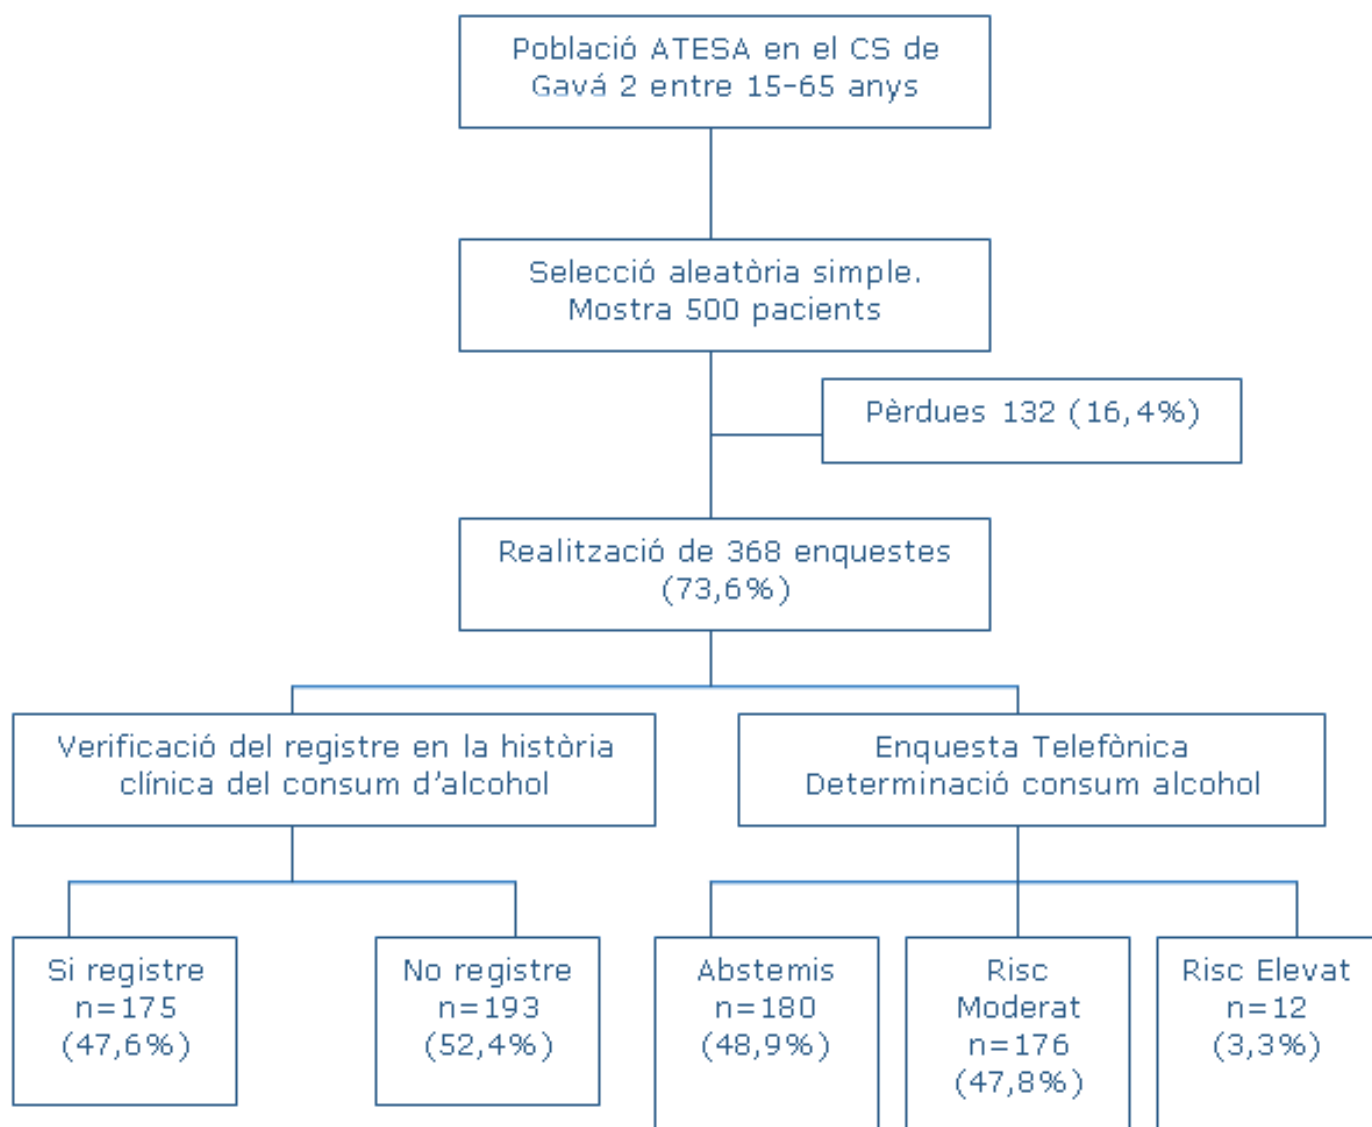 Població ATESA en el CS de
Gavá 2 entre 15-65 anys
Selecció aleatòria simple.
Mostra 500 pacients
Pèrdues 132 (16,4%)
Realització de 368 enquestes
(73,6%)
Verificació del registre en la història
clínica del consum d'alcohol
Enquesta Telefònica
Determinació consum alcohol
Si registre
n=175
(47,6%)
No registre
n=193
(52,4%)
Abstemis
n=180
(48,9%)
Risc
Moderat
n=176
(47,8%)
Risc Elevat
n=12
(3,3%)